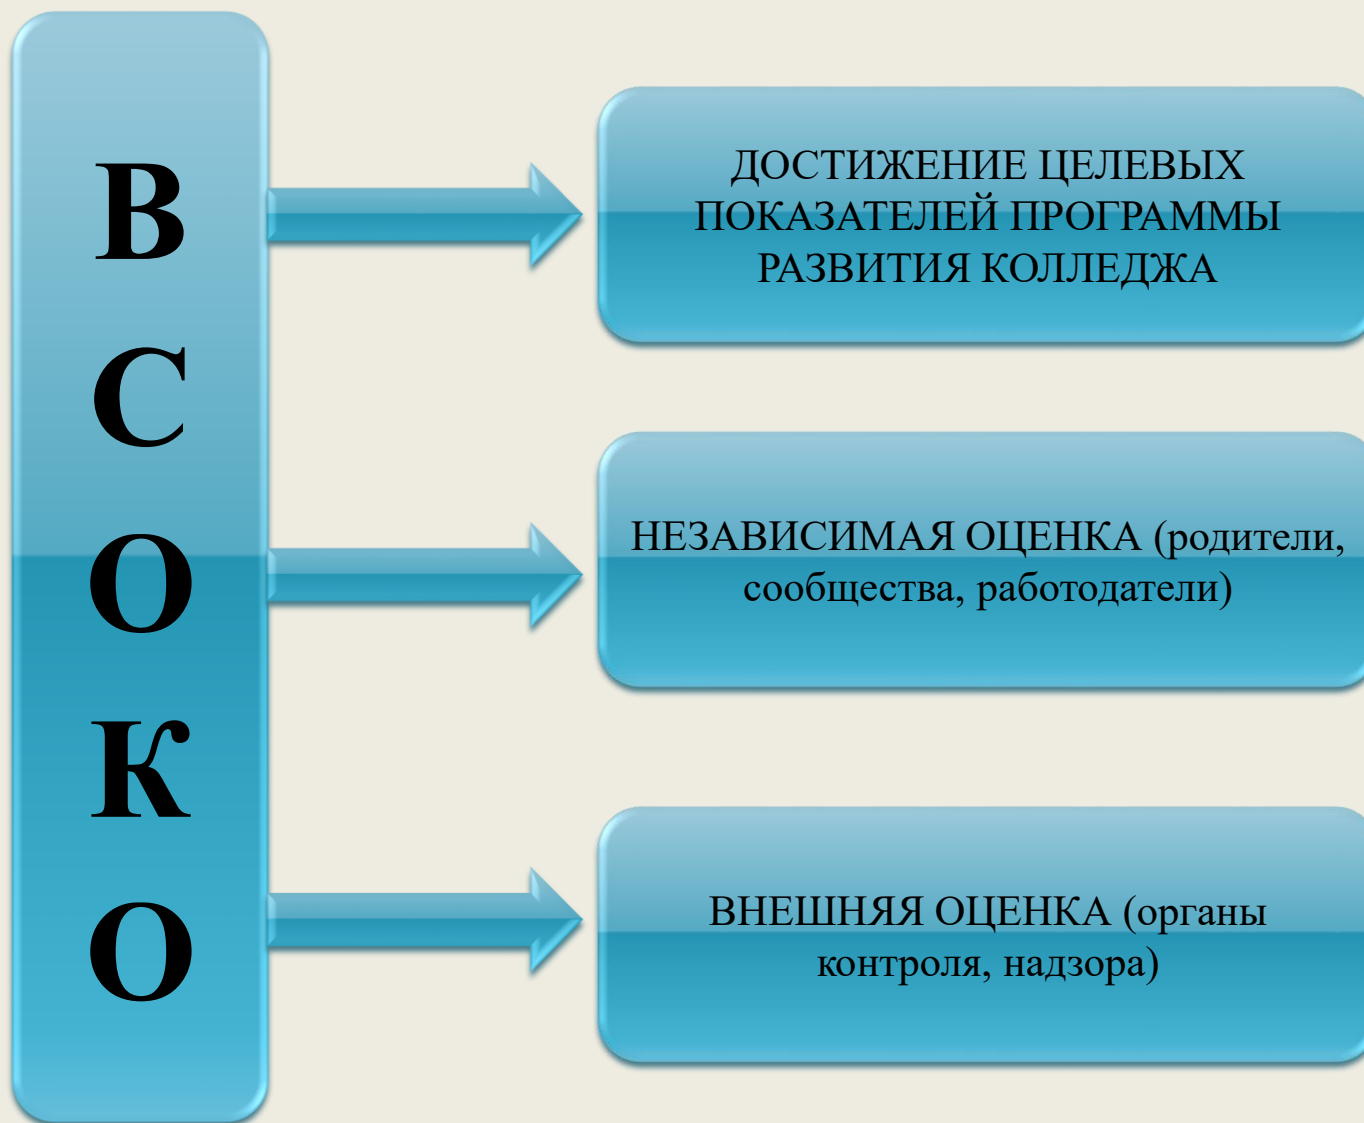 В
С
О
К
О
ДОСТИЖЕНИЕ ЦЕЛЕВЫХ
ПОКАЗАТЕЛЕЙ ПРОГРАММЫ
РАЗВИТИЯ КОЛЛЕДЖА
НЕЗАВИСИМАЯ ОЦЕНКА (родители,
сообщества, работодатели)
ВНЕШНЯЯ ОЦЕНКА (органы
контроля, надзора)